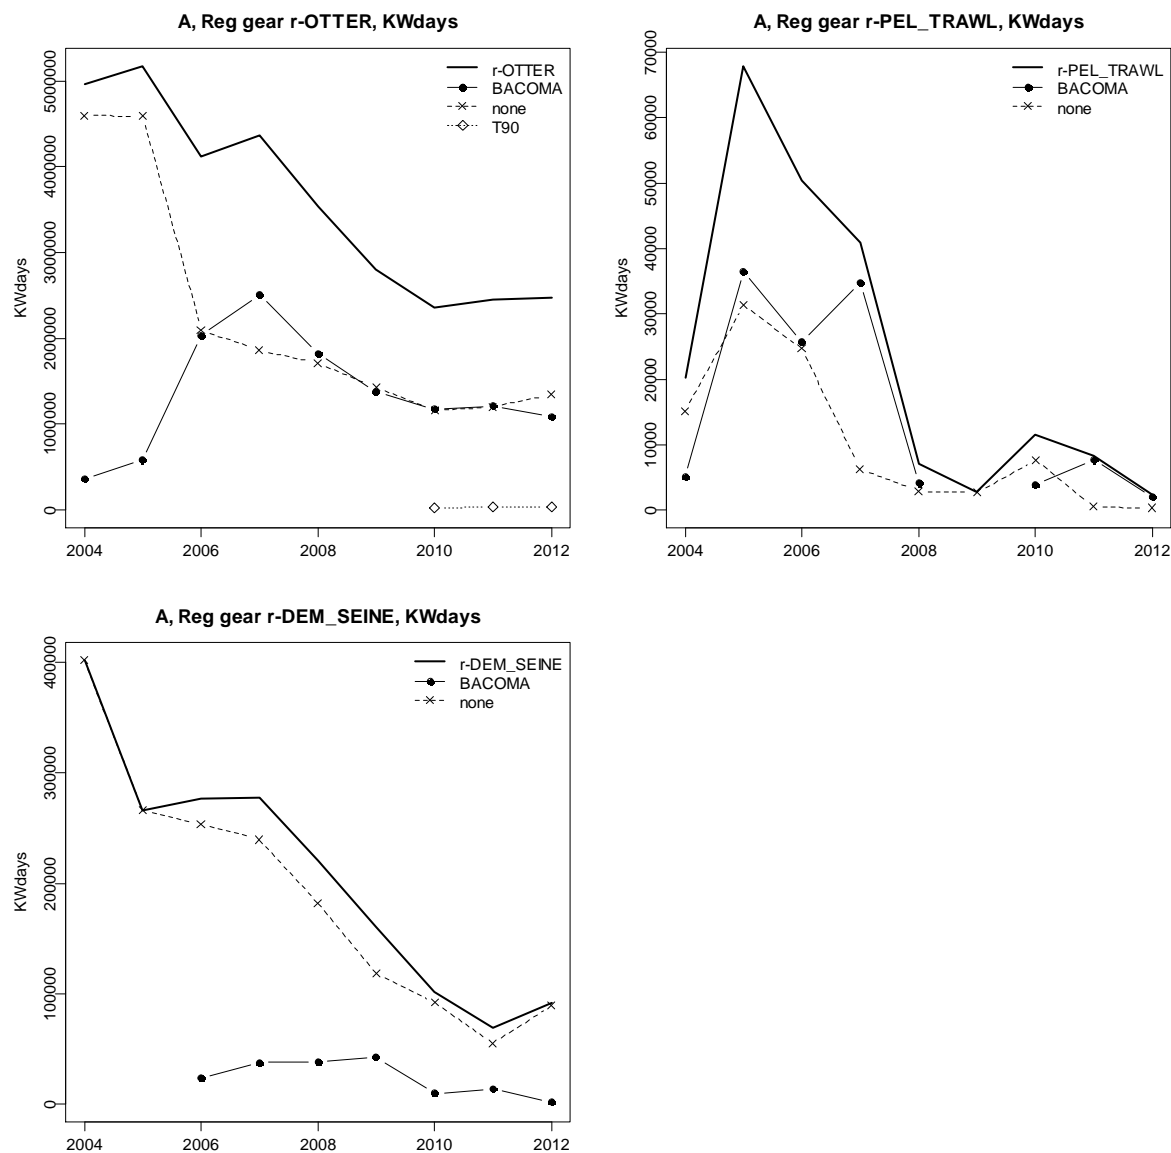 A, Reg gear r-OTTER, KWdays
KWdays
5000000
4000000
3000000
2000000
1000000
0
r-OTTER
BACOMA
none
T90
2004 2006 2008 2010 2012
A, Reg gear r-PEL_TRAWL, KWdays
KWdays
70000
60000
50000
40000
30000
20000
10000
0
r-PEL_TRAWL
BACOMA
none
2004 2006 2008 2010 2012
A, Reg gear r-DEM_SEINE, KWdays
KWdays
400000
300000
200000
100000
0
r-DEM_SEINE
BACOMA
none
2004 2006 2008 2010 2012